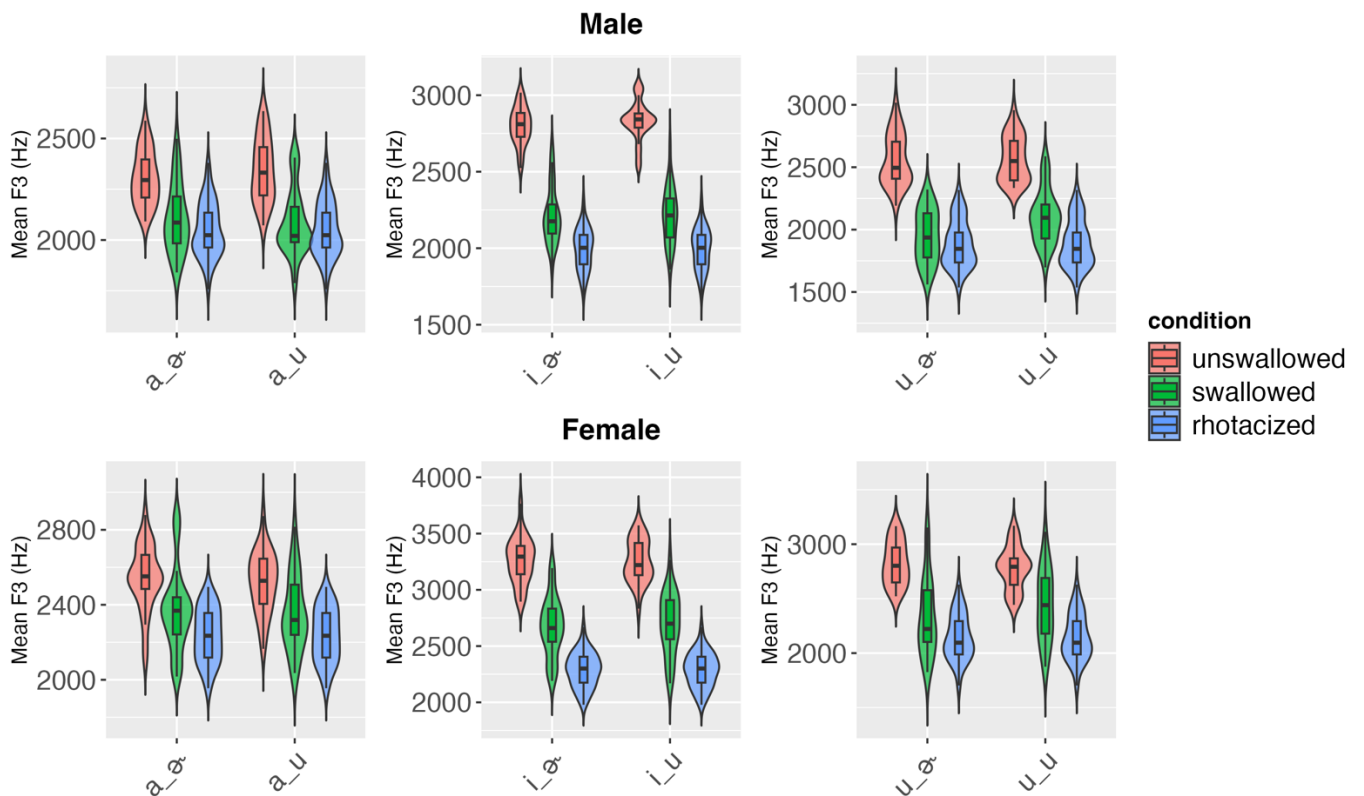 Male
Mean F3 (Hz)
2500
2000
a_ɚ
a_u
Mean F3 (Hz)
3000
2500
2000
1500
i_ɚ
i_u
Mean F3 (Hz)
3000
2500
2000
1500
u_ɚ
u_u
condition
unswallowed
swallowed
rhotacized
Female
Mean F3 (Hz)
2800
2400
2000
a_ɚ
a_u
Mean F3 (Hz)
4000
3500
3000
2500
2000
i_ɚ
i_u
Mean F3 (Hz)
3000
2000
u_ɚ
u_u